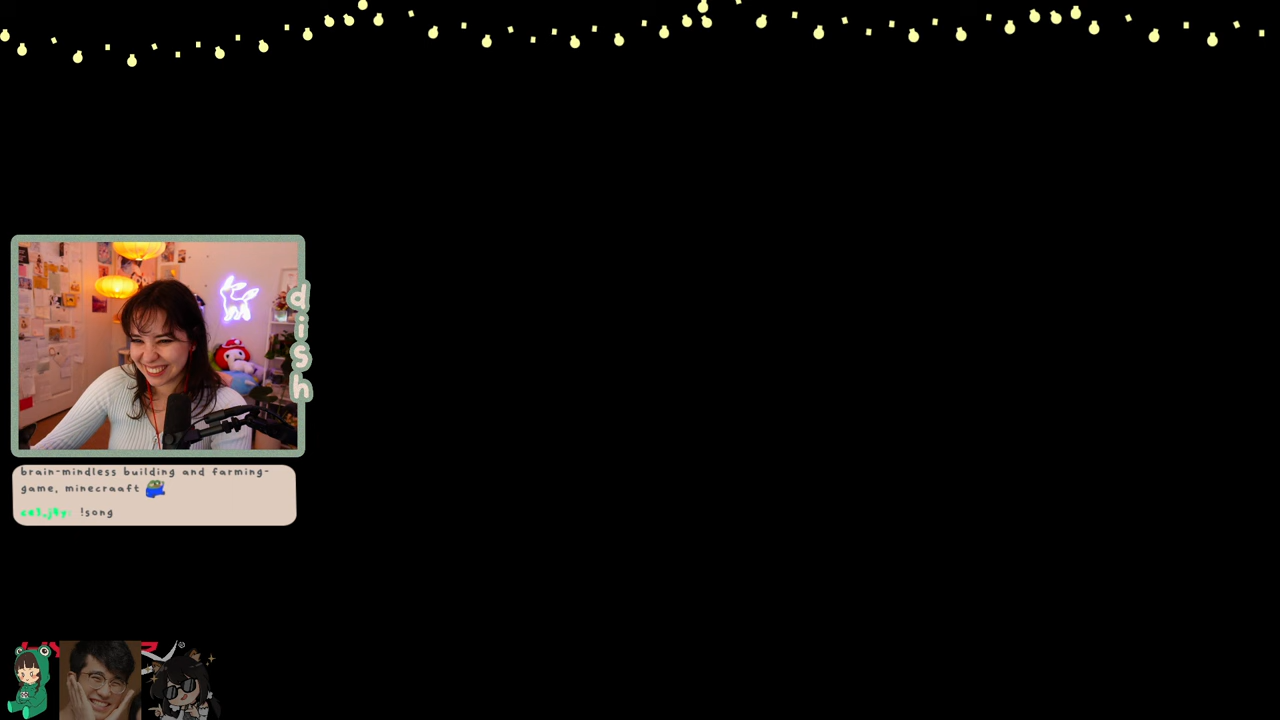 dish
brain-mindless building and farming-
game, minecraaft
!song